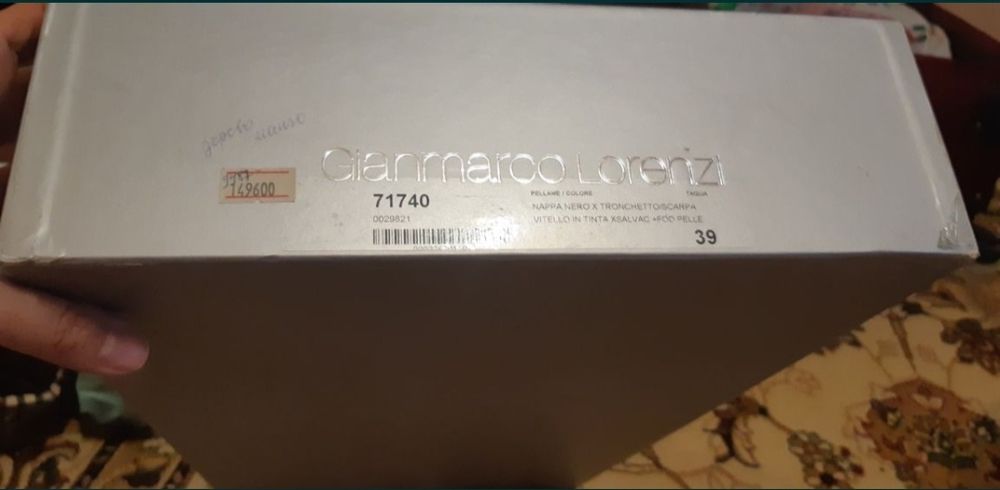 Gianmarco Lorenzi
149600
71740
0029821
PELLAME / COLORE
TAGLIA
NAPPA NERO X TRONCHETTO/SCARPA
VITELLO IN TINTA XSALVAC +FOD PELLE
39